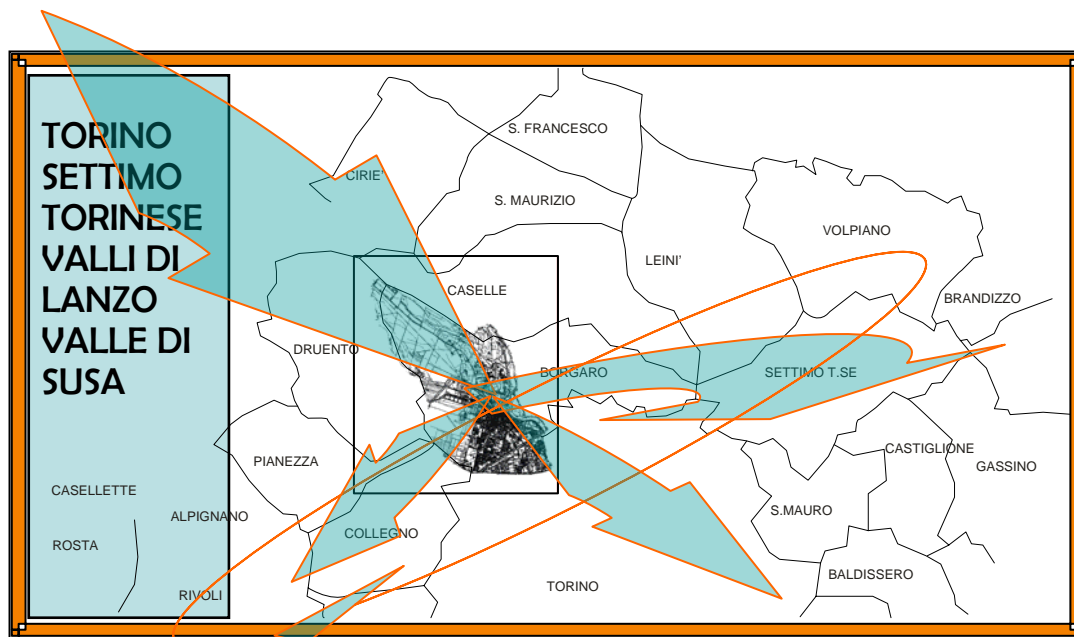 TORINO
SETTIMO
TORINESE
VALLI DI
LANZO
VALLE DI
SUSA
S. FRANCESCO
CIRIE'
S. MAURIZIO
VOLPIANO
LEINI'
CASELLE
BRANDIZZO
DRUENTO
BORGARO
SETTIMO T.SE
CASTIGLIONE
PIANEZZA
GASSINO
CASELLETTE
S.MAURO
ALPIGNANO
COLLEGNO
ROSTA
BALDISSERO
TORINO
RIVOLI